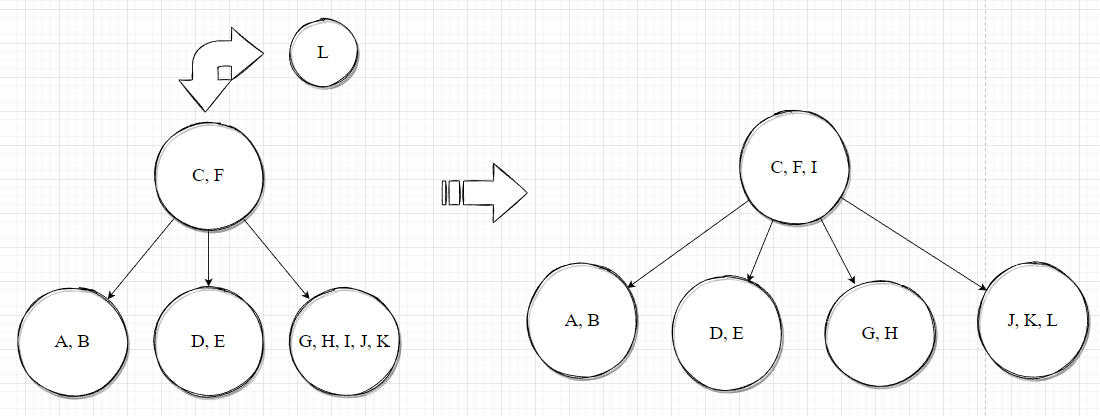 L
C, F
A, B
D, E
G, H, I, J, K
C, F, I
A, B
D, E
G, H
J, K, L